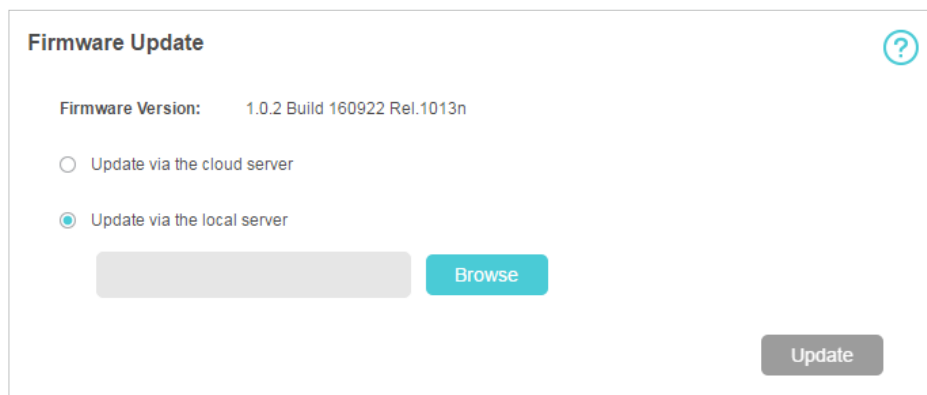 Firmware Update
?
Firmware Version: 1.0.2 Build 160922 Rel.1013n
Update via the cloud server
Update via the local server
Browse
Update